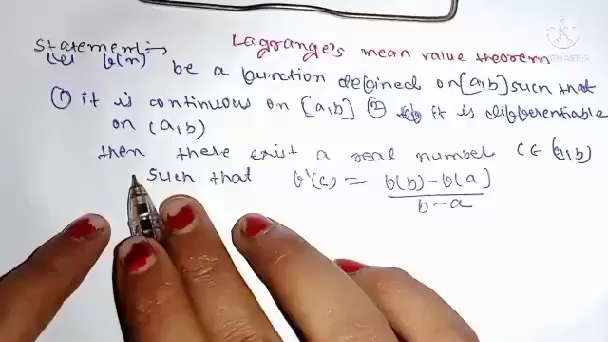 Statement:→ Lagrange's mean value theorem
Let f(x) be a function defined on [a,b] such that
① it is continuous on [a,b] ② it is differentiable
on (a,b)
then there exist a real number c∈(a,b)
such that f'(c) = f(b)-f(a)
b-a